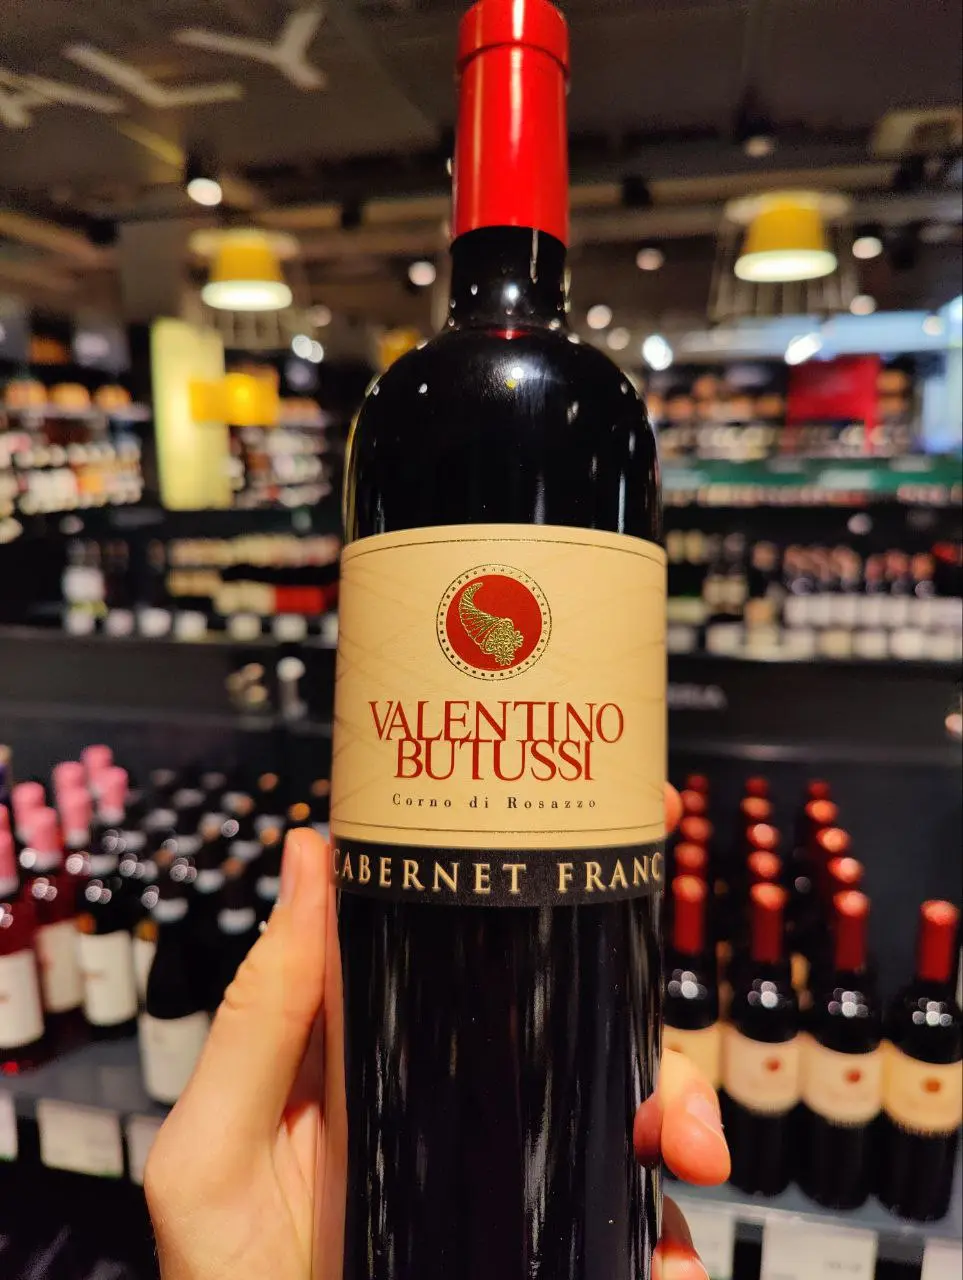 VALENTINO
BUTUSSI
Corno di Rosazzo
CABERNET FRANC